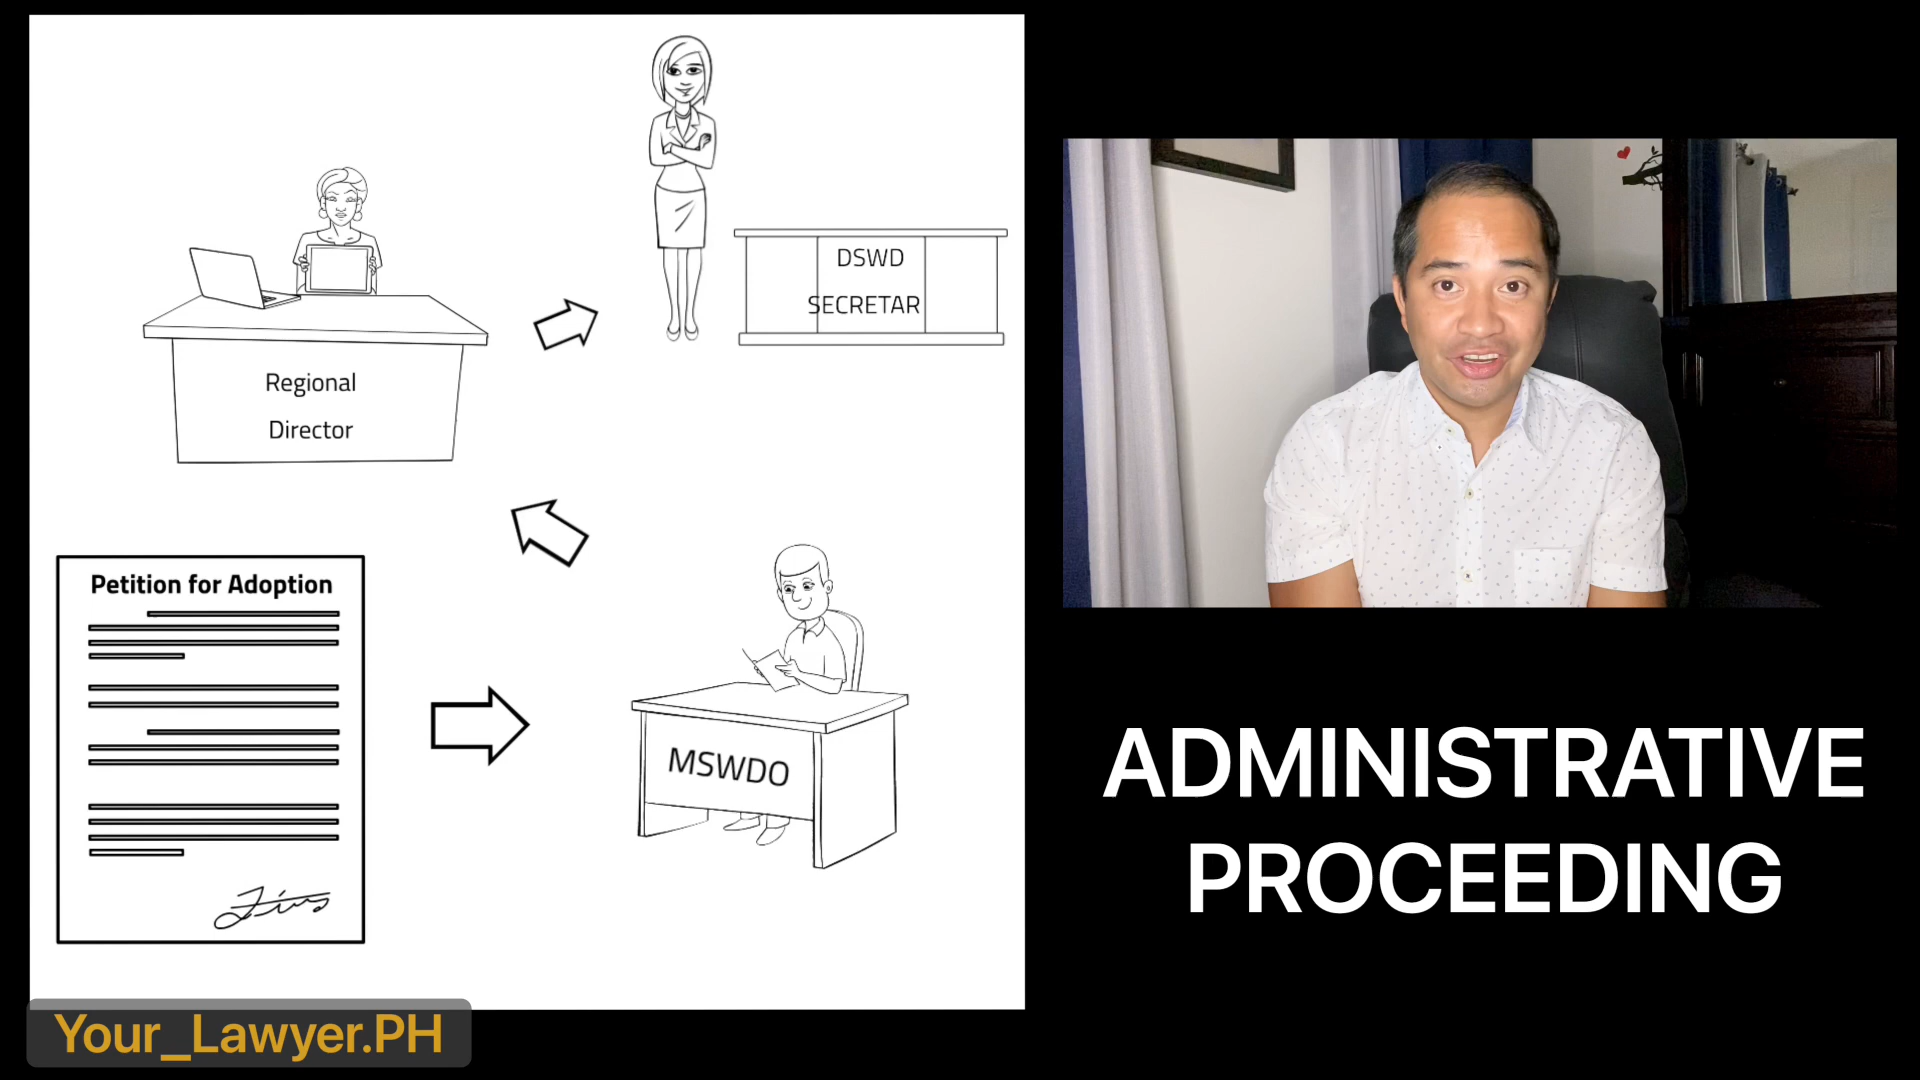 DSWD
SECRETAR
Regional
Director
Petition for Adoption
MSWDO
ADMINISTRATIVE
PROCEEDING
Your_Lawyer.PH